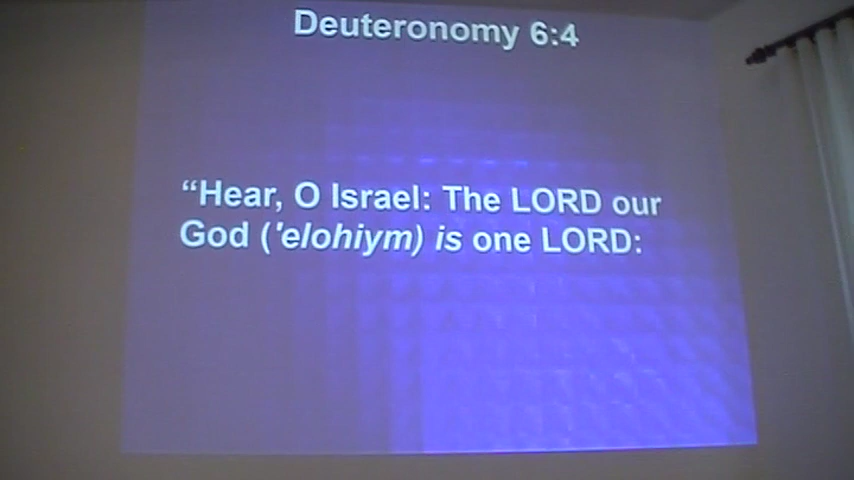 Deuteronomy 6:4
“Hear, O Israel: The LORD our
God ('elohiym) is one LORD: